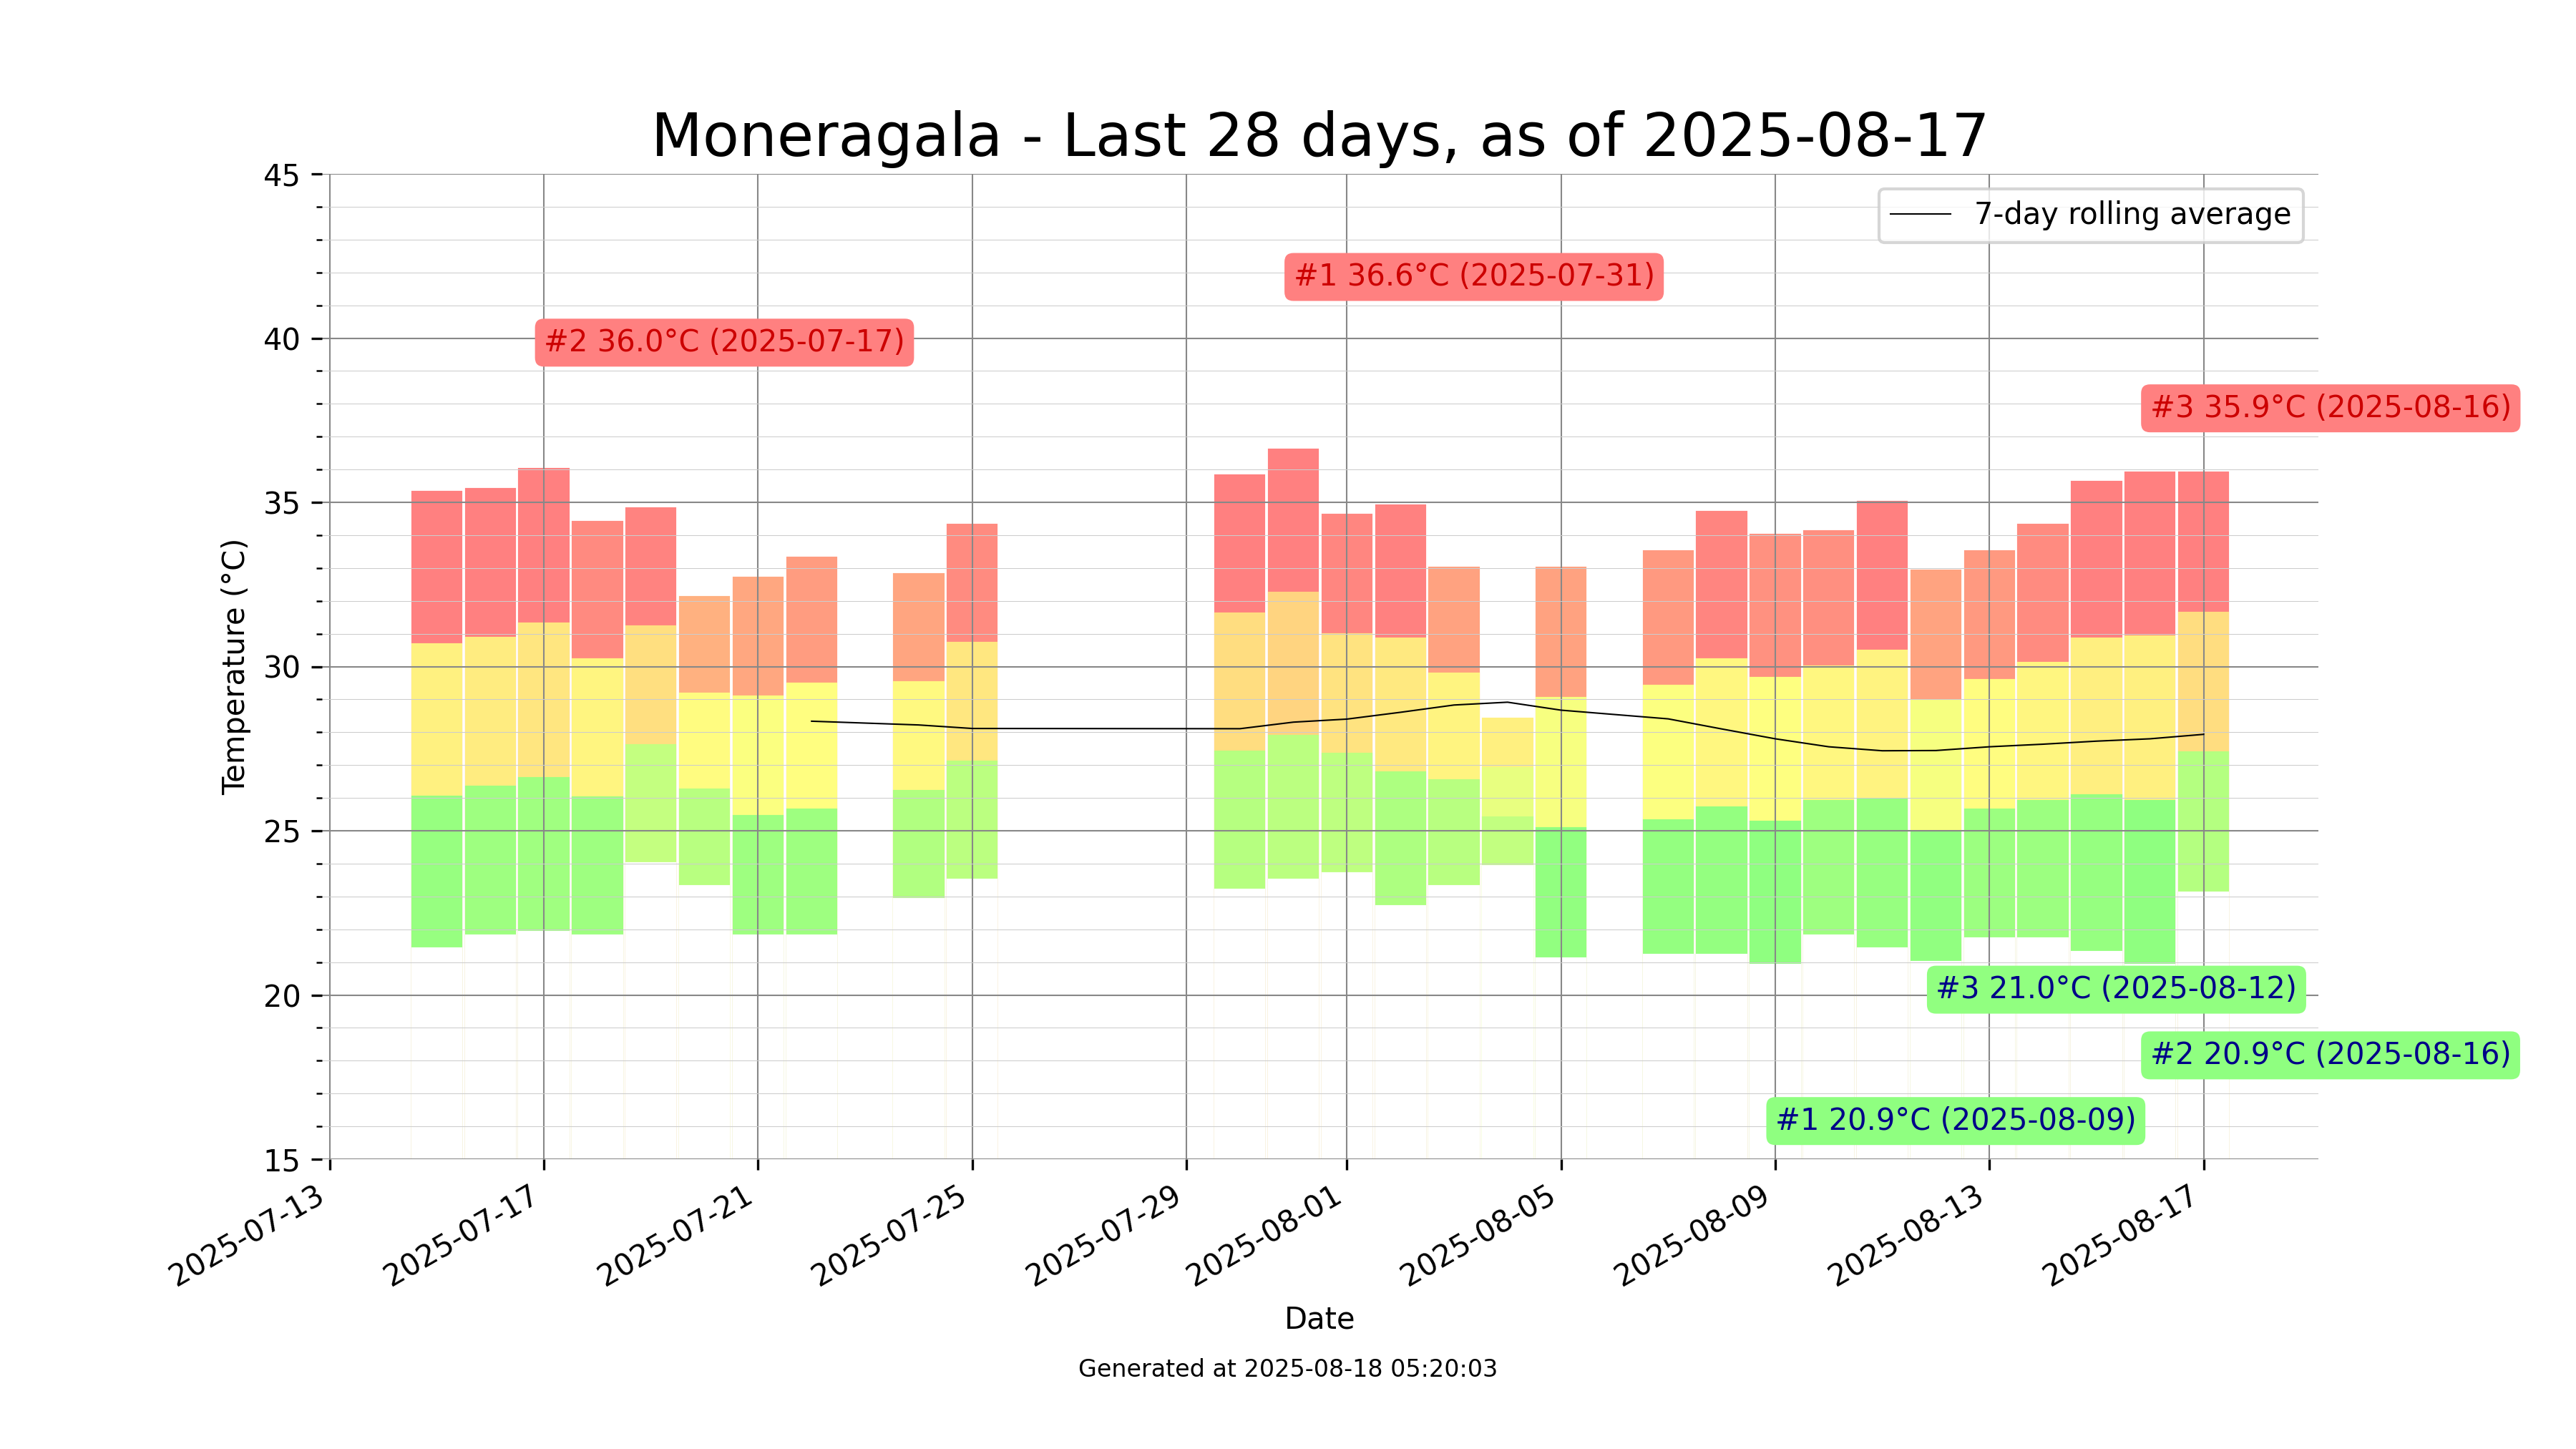 Moneragala - Last 28 days, as of 2025-08-17
45
40
35
30
25
20
15
Temperature (°C)
7-day rolling average
#1 36.6°C (2025-07-31)
#2 36.0°C (2025-07-17)
#3 35.9°C (2025-08-16)
#3 21.0°C (2025-08-12)
#2 20.9°C (2025-08-16)
#1 20.9°C (2025-08-09)
2025-07-13
2025-07-17
2025-07-21
2025-07-25
2025-07-29
2025-08-01
2025-08-05
2025-08-09
2025-08-13
2025-08-17
Date
Generated at 2025-08-18 05:20:03